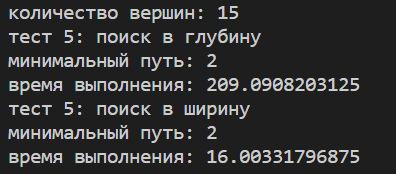 количество вершин: 15
тест 5: поиск в глубину
минимальный путь: 2
время выполнения: 209.0908203125
тест 5: поиск в ширину
минимальный путь: 2
время выполнения: 16.00331796875